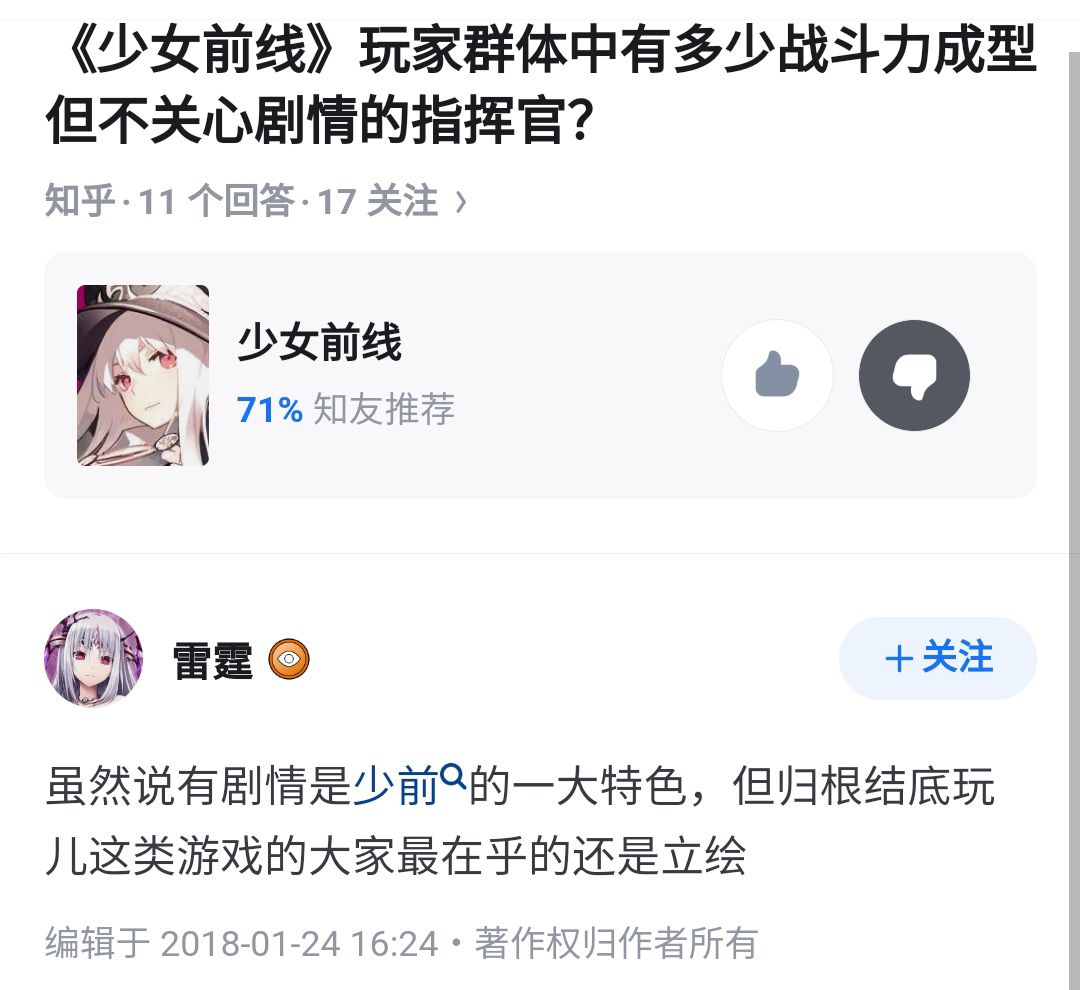 《少女前线》玩家群体中有多少战斗力成型
但不关心剧情的指挥官？
知乎·11 个回答·17 关注 ›
少女前线
71% 知友推荐
雷霆
+关注
虽然说有剧情是少前的一大特色，但归根结底玩
儿这类游戏的大家最在乎的还是立绘
编辑于 2018-01-24 16:24・著作权归作者所有